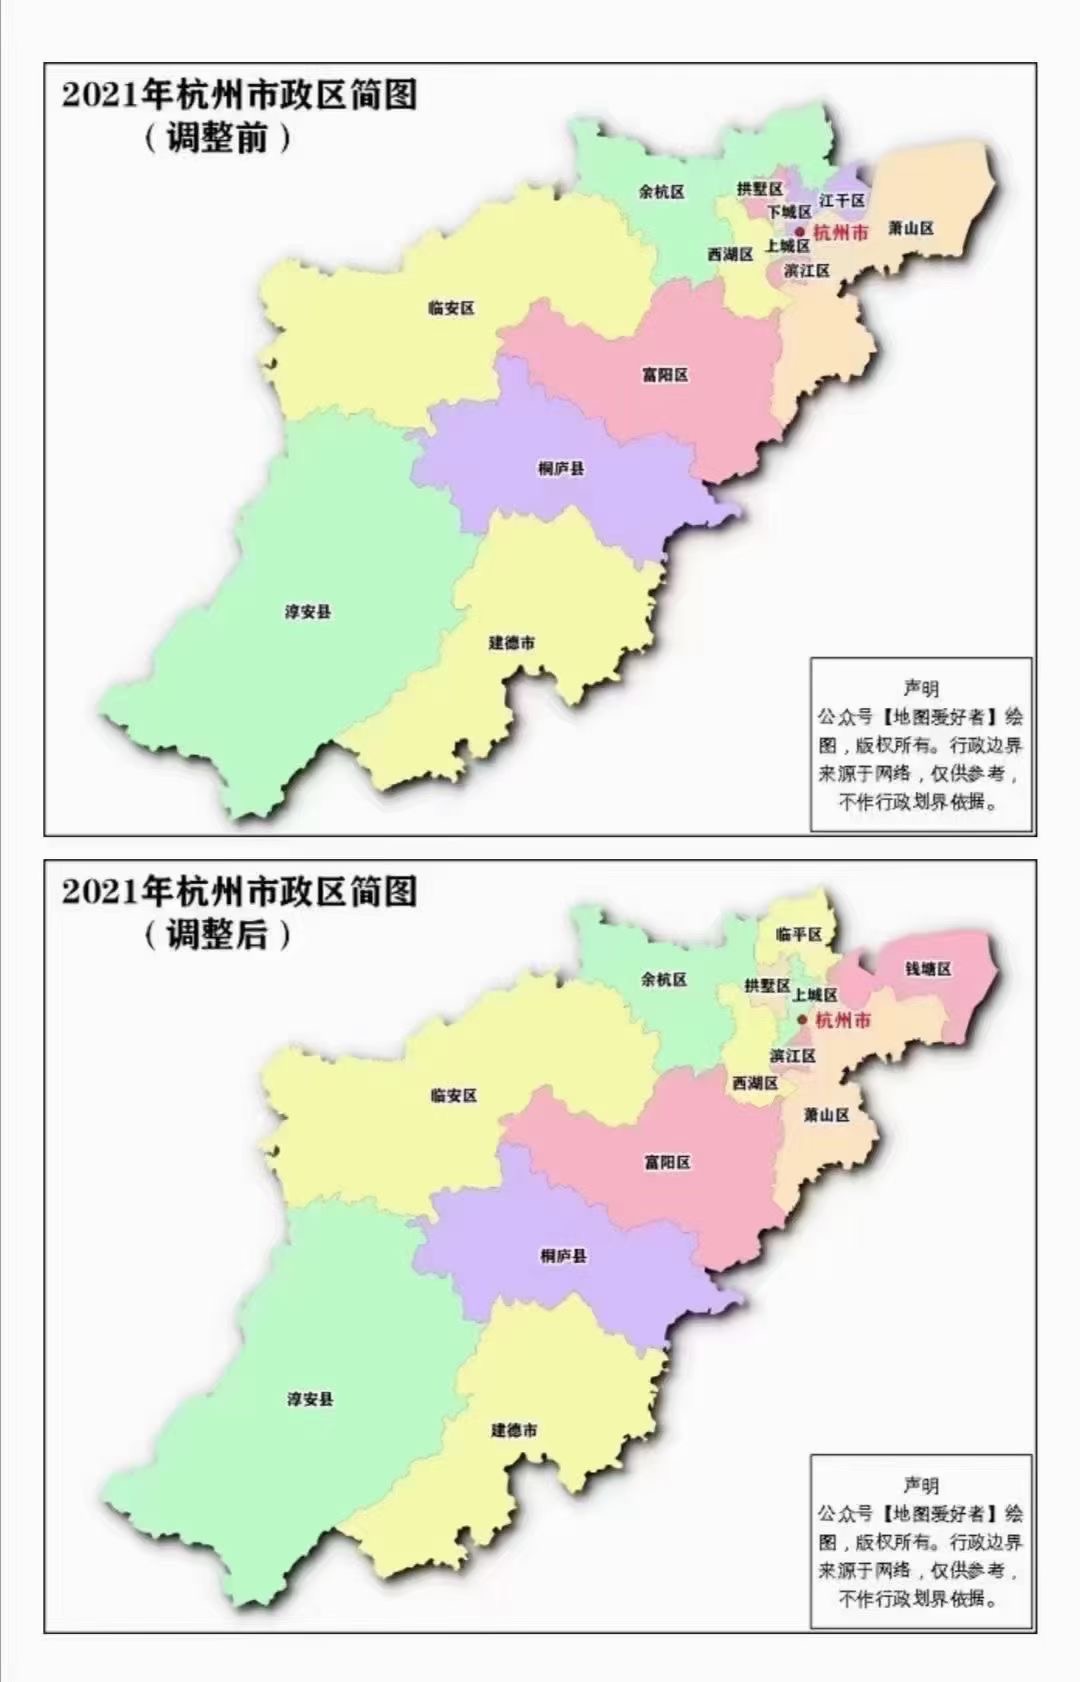 2021年杭州市政区简图
（调整前）
余杭区
拱墅区
江干区
下城区
杭州市
萧山区
上城区
西湖区
滨江区
临安区
富阳区
桐庐县
淳安县
建德市
声明
公众号【地图爱好者】绘
图，版权所有。行政边界
来源于网络，仅供参考，
不作行政划界依据。
2021年杭州市政区简图
（调整后）
临平区
钱塘区
余杭区
拱墅区
上城区
杭州市
滨江区
西湖区
临安区
萧山区
富阳区
桐庐县
淳安县
建德市
声明
公众号【地图爱好者】绘
图，版权所有。行政边界
来源于网络，仅供参考，
不作行政划界依据。